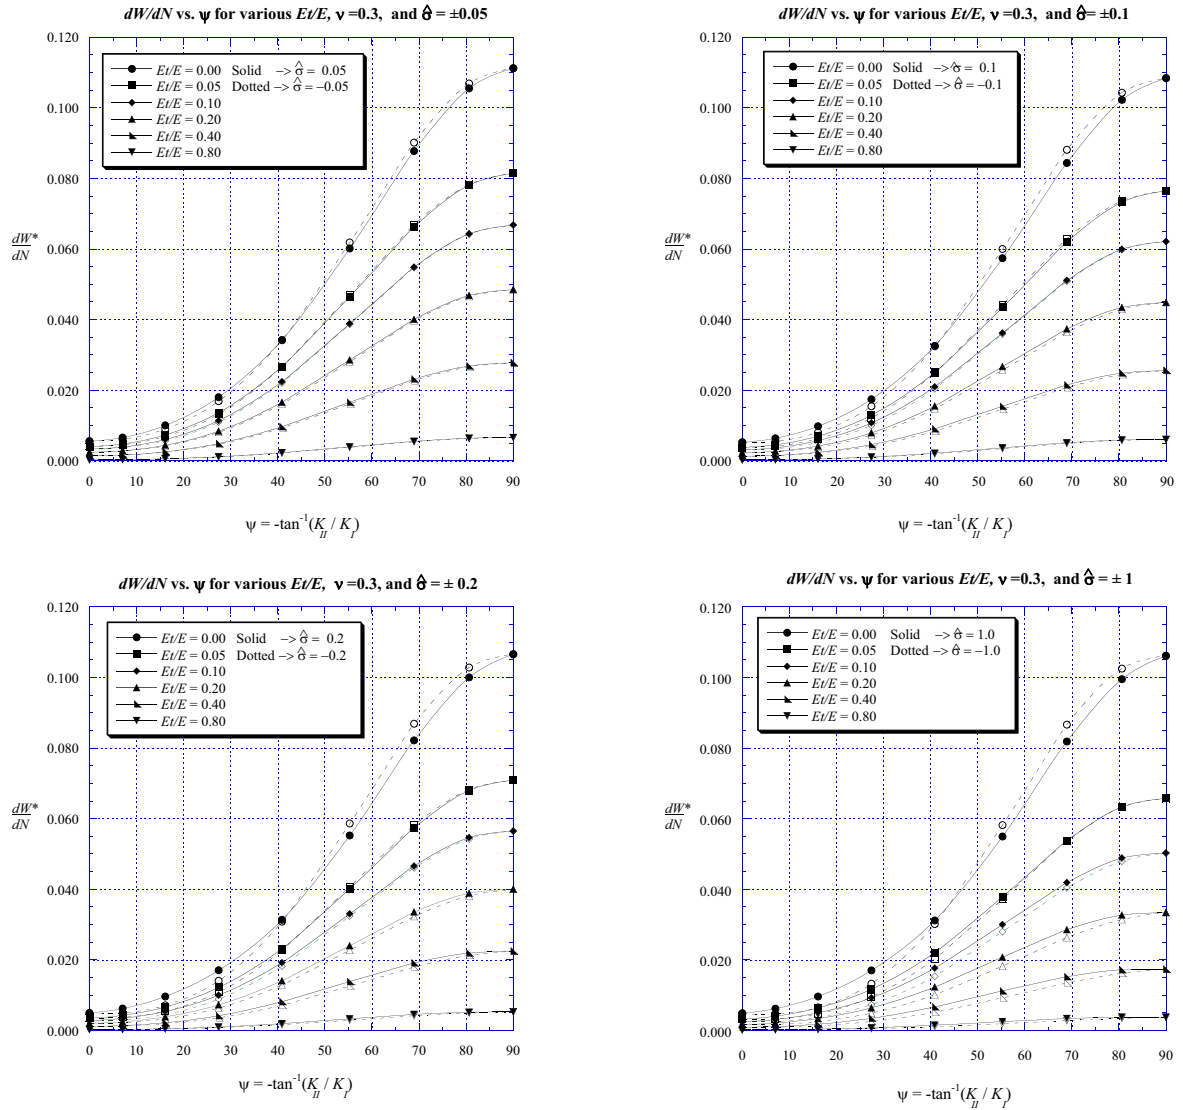 dW/dN vs. ψ for various Et/E, ν =0.3, and σ̂ = ±0.05
0.120
0.100
0.080
0.060
0.040
0.020
0.000
dW*
dN
Et/E = 0.00 Solid –> σ̂ = 0.05
Et/E = 0.05 Dotted –> σ̂ = –0.05
Et/E = 0.10
Et/E = 0.20
Et/E = 0.40
Et/E = 0.80
0 10 20 30 40 50 60 70 80 90
ψ = -tan⁻¹(K_II / K_I)
dW/dN vs. ψ for various Et/E, ν =0.3, and σ̂ = ±0.1
0.120
0.100
0.080
0.060
0.040
0.020
0.000
dW*
dN
Et/E = 0.00 Solid –> σ̂ = 0.1
Et/E = 0.05 Dotted –> σ̂ = –0.1
Et/E = 0.10
Et/E = 0.20
Et/E = 0.40
Et/E = 0.80
0 10 20 30 40 50 60 70 80 90
ψ = -tan⁻¹(K_II / K_I)
dW/dN vs. ψ for various Et/E, ν =0.3, and σ̂ = ± 0.2
0.120
0.100
0.080
0.060
0.040
0.020
0.000
dW*
dN
Et/E = 0.00 Solid –> σ̂ = 0.2
Et/E = 0.05 Dotted –> σ̂ = –0.2
Et/E = 0.10
Et/E = 0.20
Et/E = 0.40
Et/E = 0.80
0 10 20 30 40 50 60 70 80 90
ψ = -tan⁻¹(K_II / K_I)
dW/dN vs. ψ for various Et/E, ν =0.3, and σ̂ = ± 1
0.120
0.100
0.080
0.060
0.040
0.020
0.000
dW*
dN
Et/E = 0.00 Solid –> σ̂ = 1.0
Et/E = 0.05 Dotted –> σ̂ = –1.0
Et/E = 0.10
Et/E = 0.20
Et/E = 0.40
Et/E = 0.80
0 10 20 30 40 50 60 70 80 90
ψ = -tan⁻¹(K_II / K_I)